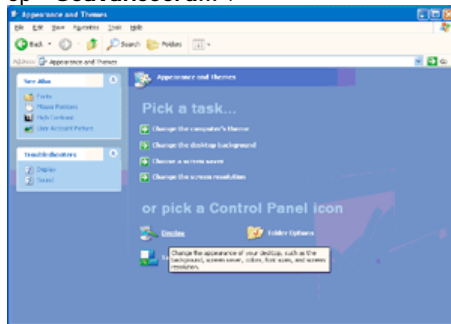 Appearance and Themes
File Edit View Favorites Tools Help
Back Search Folders
Address Appearance and Themes
See Also
Fonts
Mouse Pointers
High Contrast
User Account Picture
Troubleshooters
Display
Sound
Appearance and Themes
Pick a task...
Change the computer's theme
Change the desktop background
Choose a screen saver
Change the screen resolution
or pick a Control Panel icon
Display
Folder Options
Change the appearance of your desktop, such as the
background, screen saver, colors, font sizes, and screen
resolution.